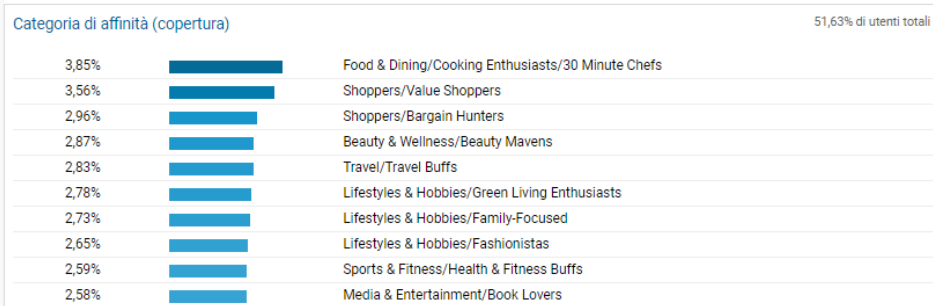 Categoria di affinità (copertura) 51,63% di utenti totali
3,85% Food & Dining/Cooking Enthusiasts/30 Minute Chefs
3,56% Shoppers/Value Shoppers
2,96% Shoppers/Bargain Hunters
2,87% Beauty & Wellness/Beauty Mavens
2,83% Travel/Travel Buffs
2,78% Lifestyles & Hobbies/Green Living Enthusiasts
2,73% Lifestyles & Hobbies/Family-Focused
2,65% Lifestyles & Hobbies/Fashionistas
2,59% Sports & Fitness/Health & Fitness Buffs
2,58% Media & Entertainment/Book Lovers